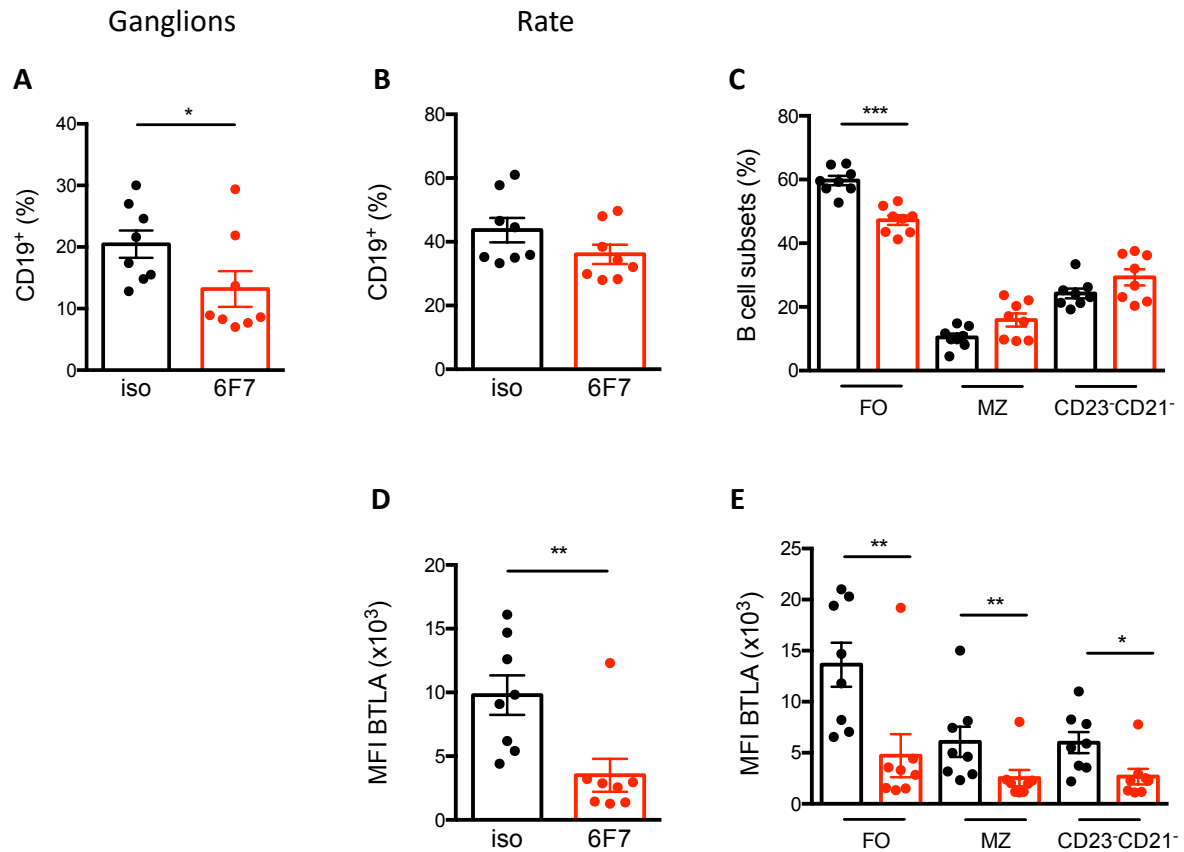 Ganglions
Rate
A
*
40
30
20
10
0
CD19⁺ (%)
iso 6F7
B
80
60
40
20
0
CD19⁺ (%)
iso 6F7
C
***
80
60
40
20
0
B cell subsets (%)
FO MZ CD23⁻CD21⁻
D
**
20
15
10
5
0
MFI BTLA (x10³)
iso 6F7
E
**
**
*
25
20
15
10
5
0
MFI BTLA (x10³)
FO MZ CD23⁻CD21⁻